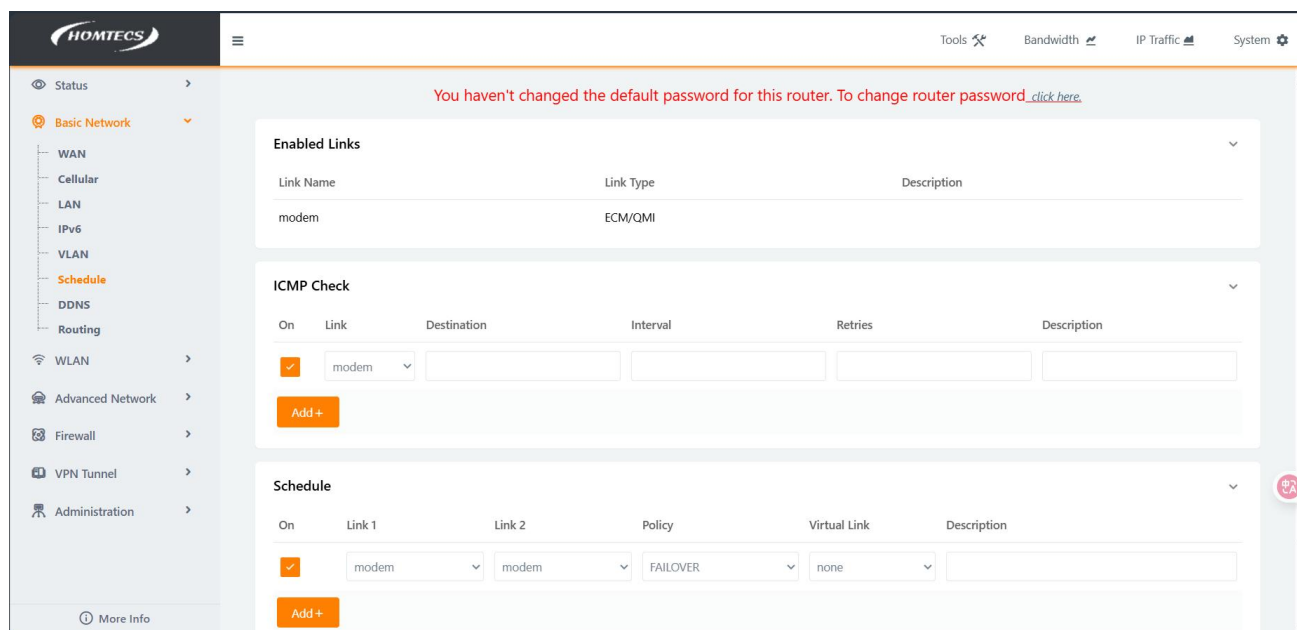 HOMTECS
Tools Bandwidth IP Traffic System
Status
Basic Network
WAN
Cellular
LAN
IPv6
VLAN
Schedule
DDNS
Routing
WLAN
Advanced Network
Firewall
VPN Tunnel
Administration
More Info
You haven't changed the default password for this router. To change router password click here.
Enabled Links
Link Name Link Type Description
modem ECM/QMI
ICMP Check
On Link Destination Interval Retries Description
modem
Add +
Schedule
On Link 1 Link 2 Policy Virtual Link Description
modem modem FAILOVER none
Add +
中
A